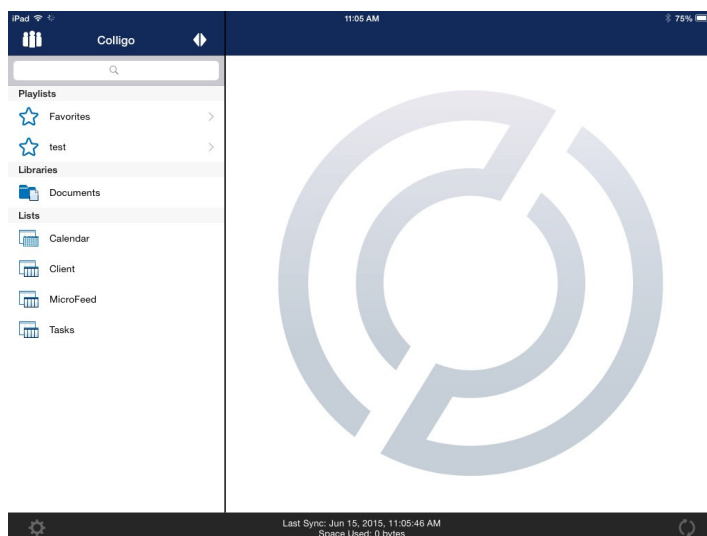 iPad 11:05 AM 75%
Colligo
Playlists
Favorites
test
Libraries
Documents
Lists
Calendar
Client
MicroFeed
Tasks
Last Sync: Jun 15, 2015, 11:05:46 AM
Space Used: 0 bytes